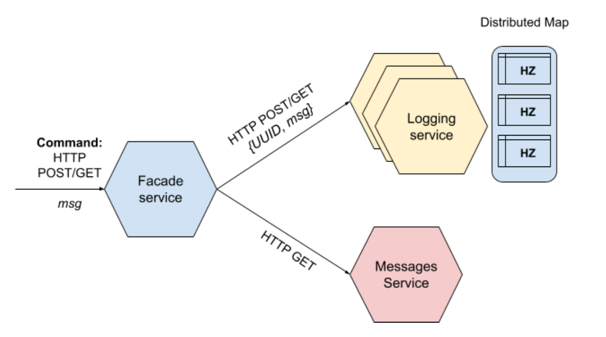 Distributed Map
HZ
HZ
HZ
HTTP POST/GET
{UUID, msg}
Logging
service
Command:
HTTP
POST/GET
msg
Facade
service
HTTP GET
Messages
Service